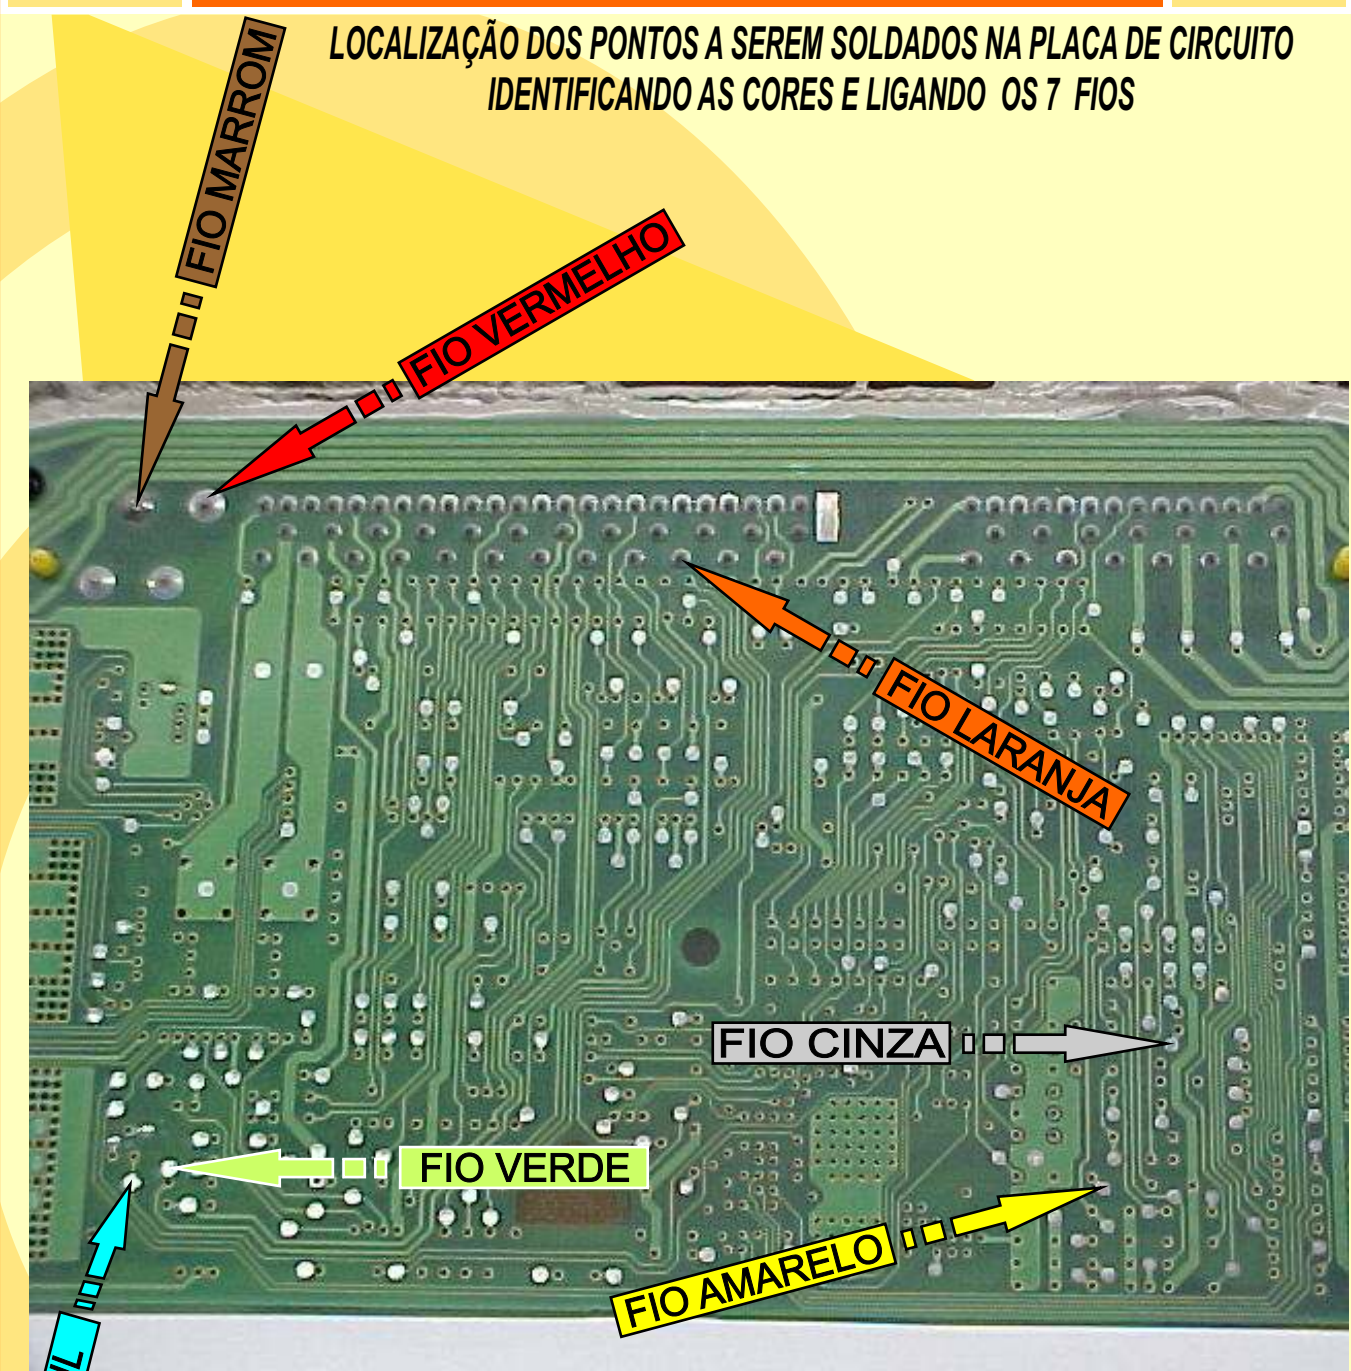 LOCALIZAÇÃO DOS PONTOS A SEREM SOLDADOS NA PLACA DE CIRCUITO
IDENTIFICANDO AS CORES E LIGANDO OS 7 FIOS
FIO MARROM
FIO VERMELHO
FIO LARANJA
FIO CINZA
FIO VERDE
FIO AMARELO